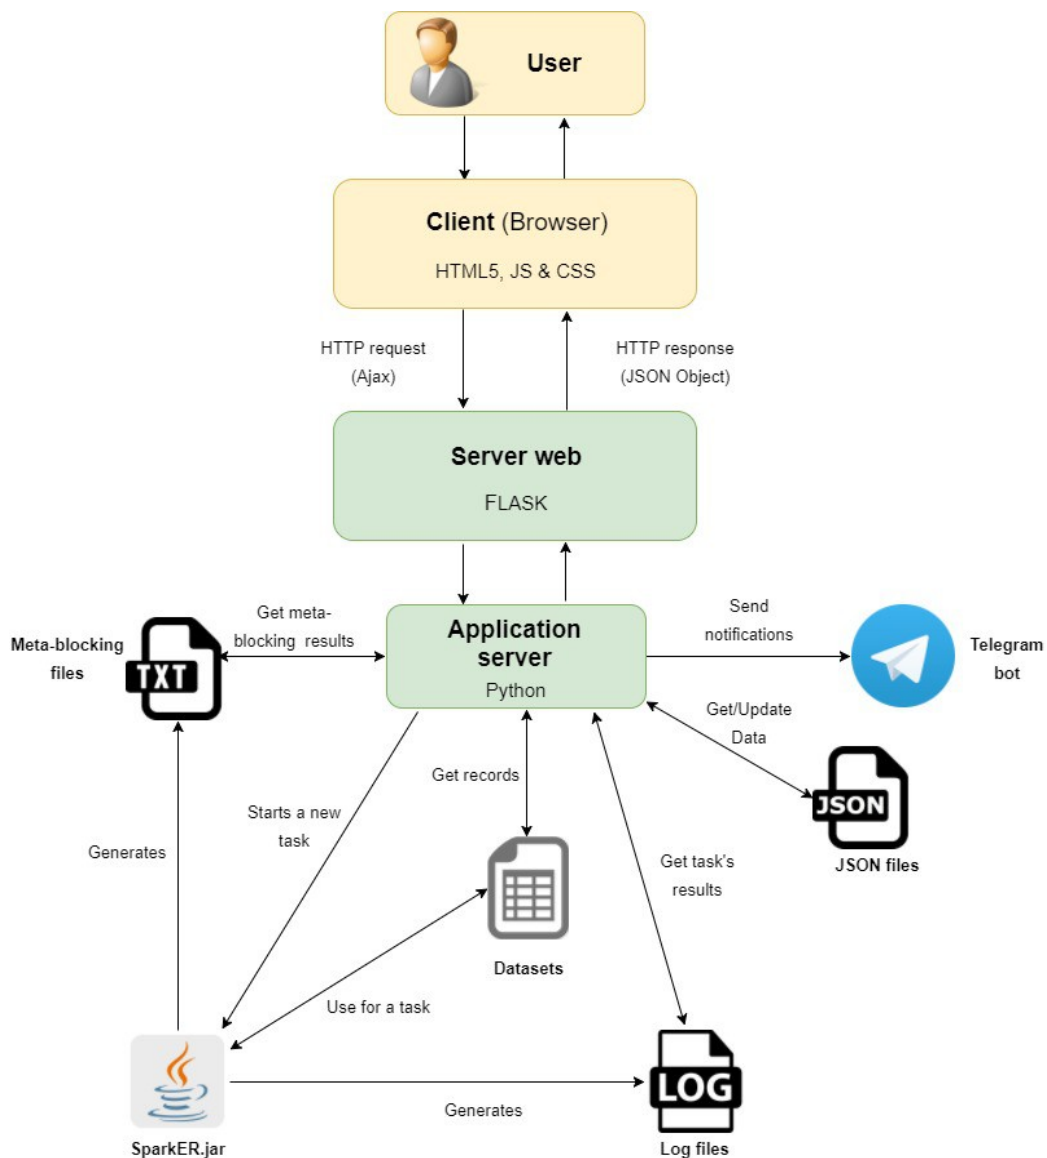 User
Client (Browser)
HTML5, JS & CSS
HTTP request
(Ajax)
HTTP response
(JSON Object)
Server web
FLASK
Application
server
Python
Get meta-
blocking results
Meta-blocking
files
TXT
Send
notifications
Telegram
bot
Get/Update
Data
JSON
JSON files
Get records
Starts a new
task
Generates
Get task's
results
Datasets
Use for a task
SparkER.jar
Generates
LOG
Log files